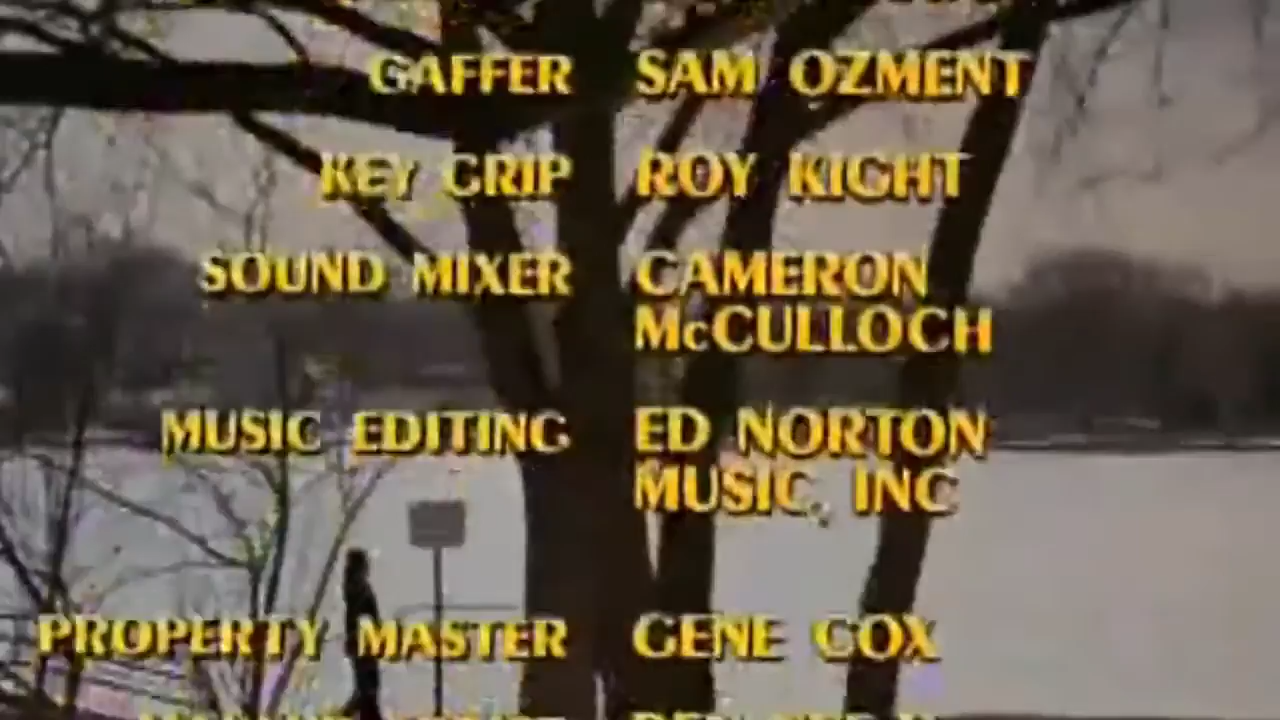 GAFFER SAM OZMENT
KEY GRIP ROY KIGHT
SOUND MIXER CAMERON
McCULLOCH
MUSIC EDITING ED NORTON
MUSIC, INC
PROPERTY MASTER GENE COX